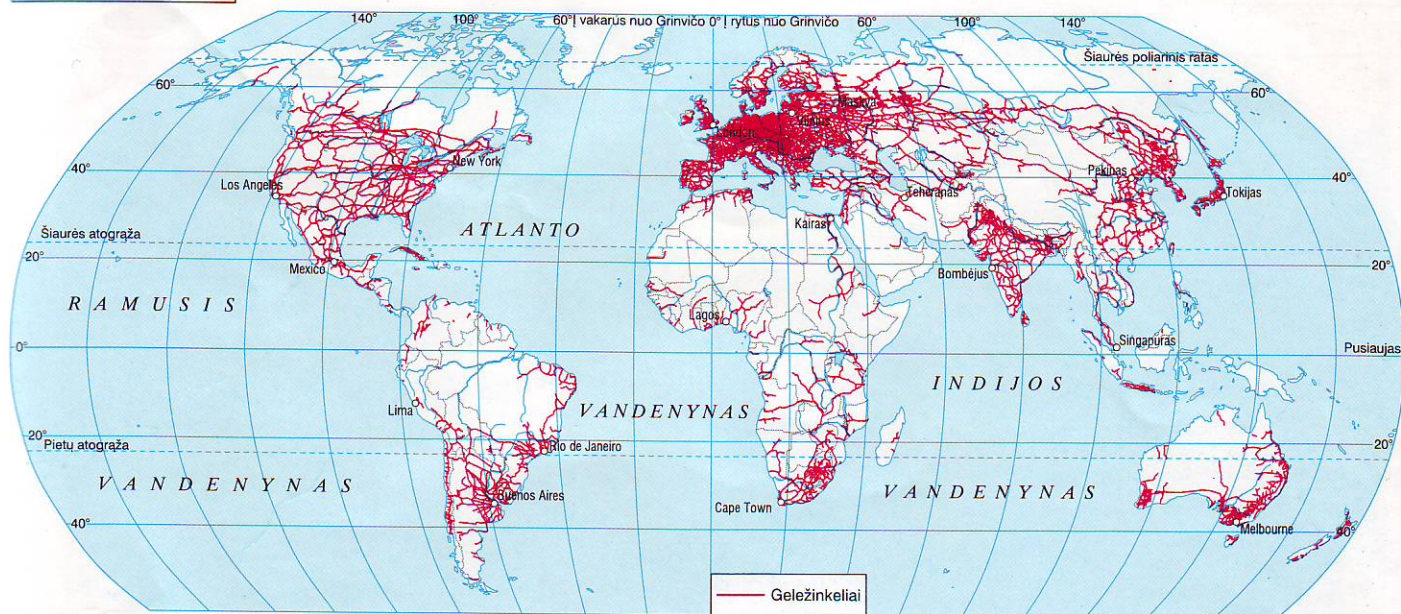 140° 100° 60° Į vakarus nuo Grinvičo 0° Į rytus nuo Grinvičo 60° 100° 140°
Šiaurės poliarinis ratas
60° 60°
Maskva
Vilnius
London
New York
40° 40°
Los Angeles
Pekinas
Teheranas
Tokijas
Kairas
ATLANTO
Šiaurės atogrąža
20° 20°
Mexico
Bombėjus
RAMUSIS
Lagos
Singapūras
0° Pusiaujas
INDIJOS
Lima
VANDENYNAS
20° 20°
Pietų atogrąža
Rio de Janeiro
VANDENYNAS
Buenos Aires
VANDENYNAS
Cape Town
40° 40°
Melbourne
Geležinkeliai